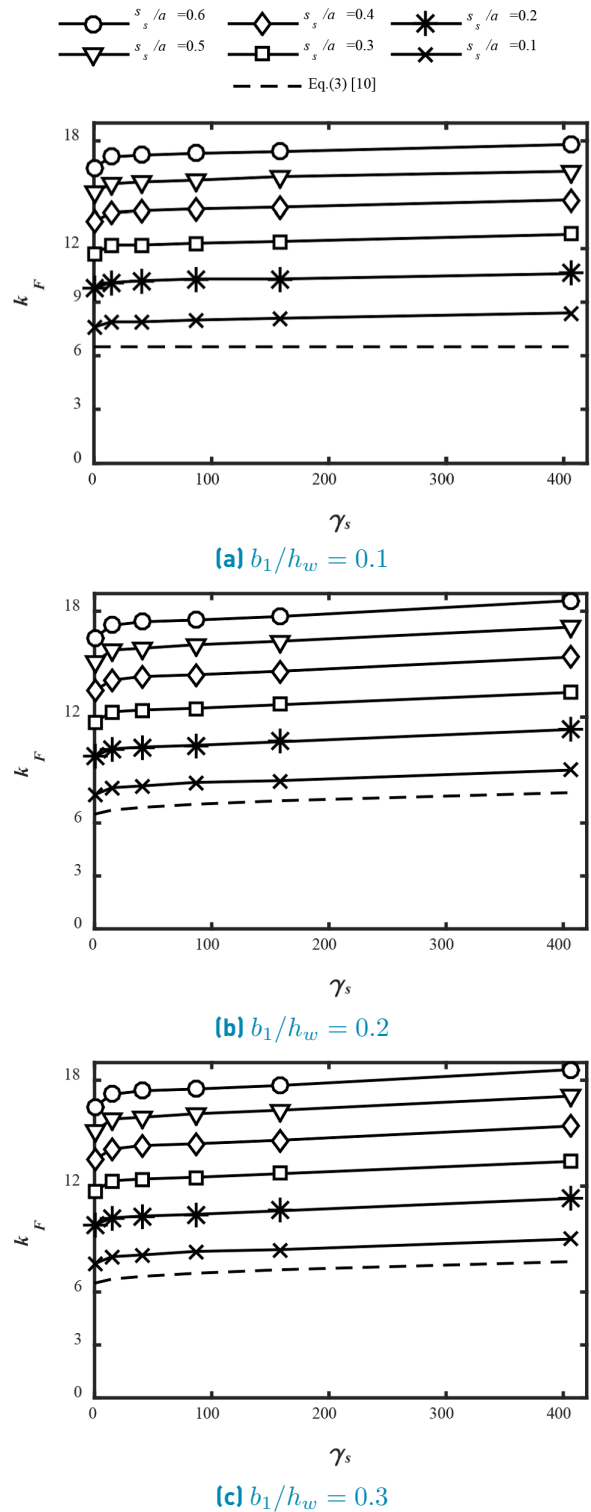 s_s/a =0.6 s_s/a =0.4 s_s/a =0.2
s_s/a =0.5 s_s/a =0.3 s_s/a =0.1
Eq.(3) [10]
18
12
9
6
3
0
k_F
0 100 200 300 400
γ_s
(a) b_1/h_w = 0.1
18
12
6
3
0
k_F
0 100 200 300 400
γ_s
(b) b_1/h_w = 0.2
18
12
6
3
0
k_F
0 100 200 300 400
γ_s
(c) b_1/h_w = 0.3